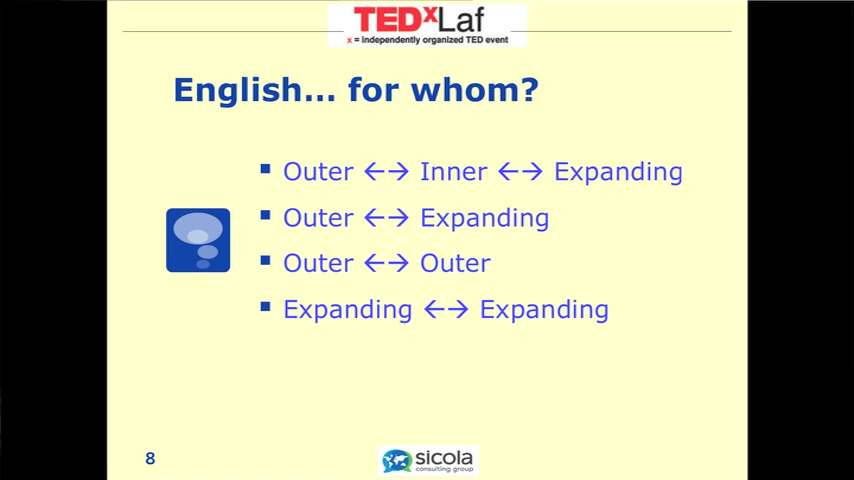 TEDxLaf
x = independently organized TED event
English... for whom?
▪ Outer ←→ Inner ←→ Expanding
▪ Outer ←→ Expanding
▪ Outer ←→ Outer
▪ Expanding ←→ Expanding
8
sicola
consulting group